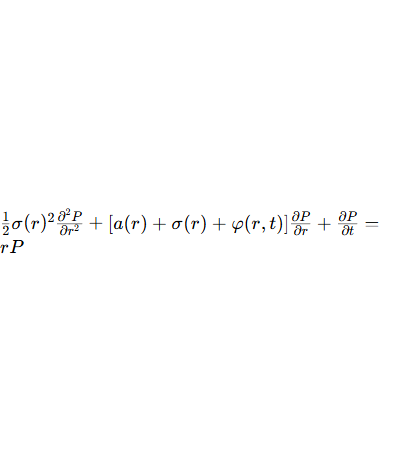 ½σ(r)²∂²P/∂r² + [a(r) + σ(r) + φ(r, t)]∂P/∂r + ∂P/∂t =
rP